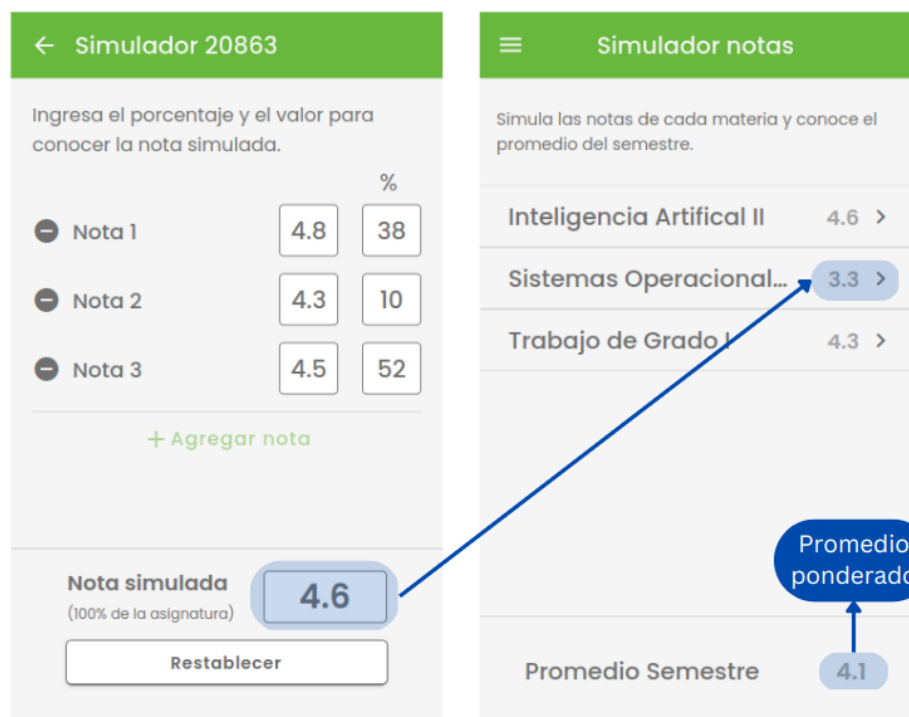 Simulador 20863
Ingresa el porcentaje y el valor para
conocer la nota simulada.
%
Nota 1 4.8 38
Nota 2 4.3 10
Nota 3 4.5 52
+ Agregar nota
Nota simulada 4.6
(100% de la asignatura)
Restablecer
Simulador notas
Simula las notas de cada materia y conoce el
promedio del semestre.
Inteligencia Artifical II 4.6 >
Sistemas Operacional... 3.3 >
Trabajo de Grado I 4.3 >
Promedio
ponderado
Promedio Semestre 4.1